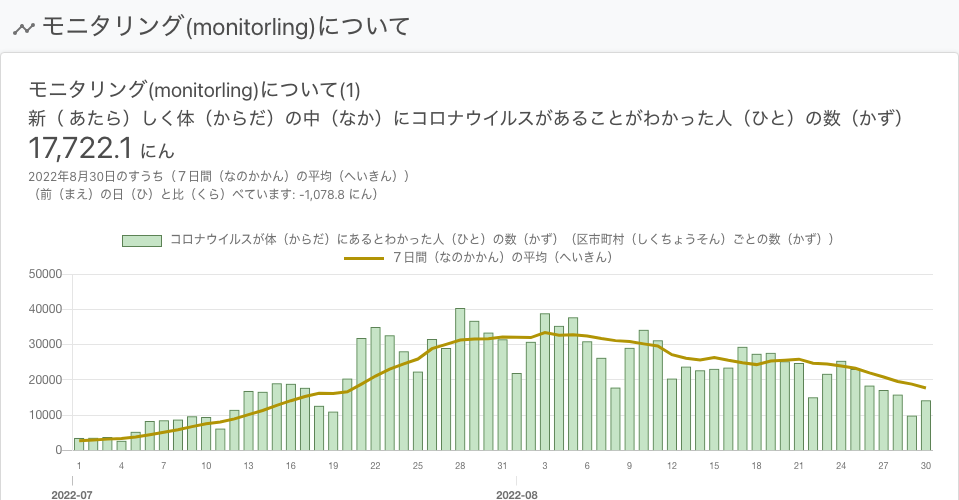 モニタリング(monitorling)について
モニタリング(monitorling)について(1)
新（ あたら）しく体（からだ）の中（なか）にコロナウイルスがあることがわかった人（ひと）の数（かず）
17,722.1 にん
2022年8月30日のすうち（７日間（なのかかん）の平均（へいきん））
（前（まえ）の日（ひ）と比（くら）べています: -1,078.8 にん）
コロナウイルスが体（からだ）にあるとわかった人（ひと）の数（かず）（区市町村（しくちょうそん）ごとの数（かず））
７日間（なのかかん）の平均（へいきん）
50000
40000
30000
20000
10000
0
1 4 7 10 13 16 19 22 25 28 31 3 6 9 12 15 18 21 24 27 30
2022-07 2022-08